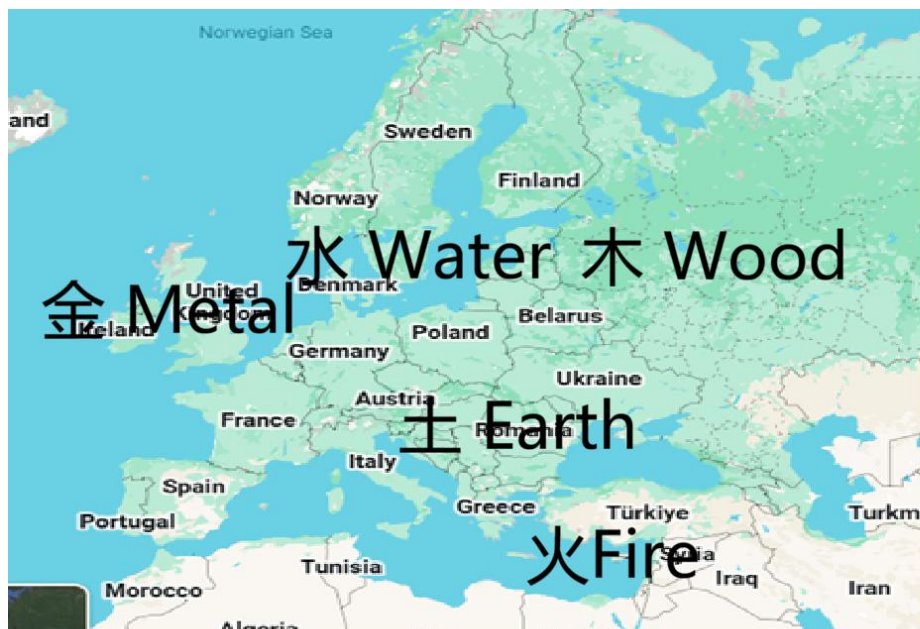 Norwegian Sea
and
Sweden
Finland
Norway
水 Water 木 Wood
Denmark
金 Metal
United
Kingdom
Ireland
Poland
Belarus
Germany
Ukraine
Austria
France
土 Earth
Romania
Italy
Spain
Greece
Türkiye
Portugal
Turkm
火Fire
Syria
Tunisia
Iraq
Iran
Morocco
Algeria